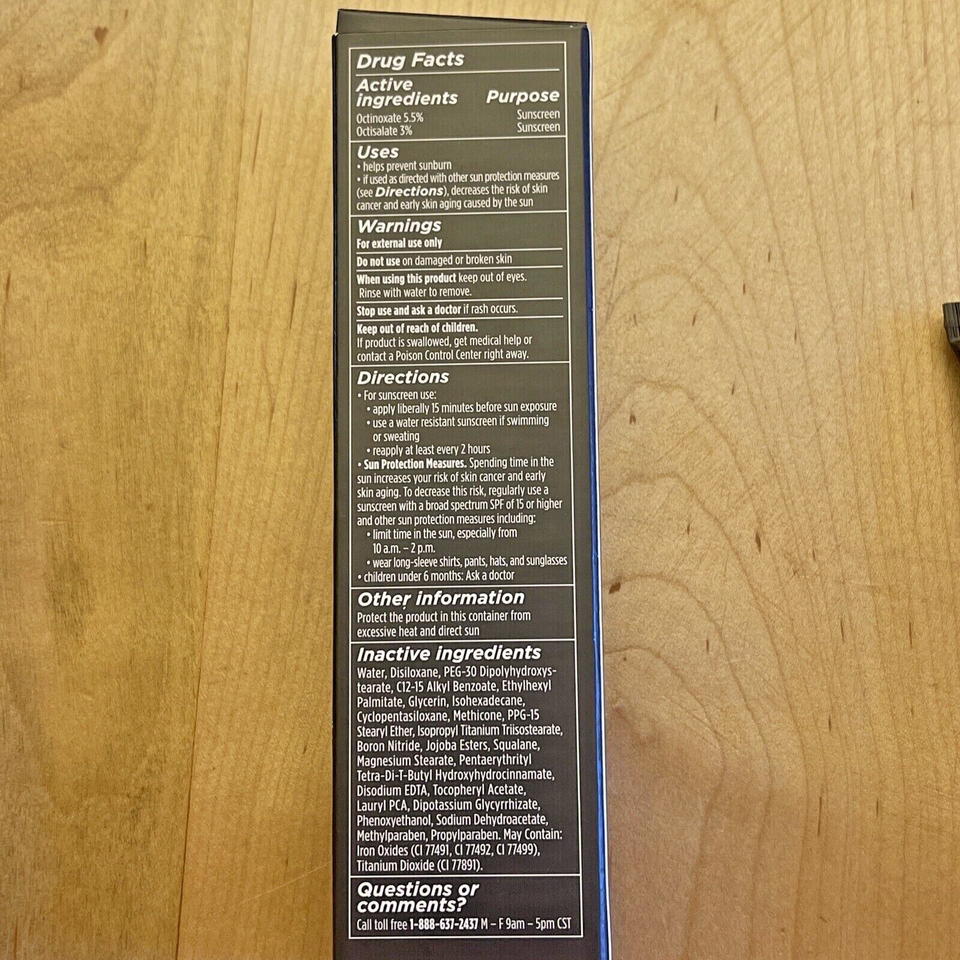 Drug Facts
Active
ingredients Purpose
Octinoxate 5.5% Sunscreen
Octisalate 3% Sunscreen
Uses
• helps prevent sunburn
• if used as directed with other sun protection measures
(see Directions), decreases the risk of skin
cancer and early skin aging caused by the sun
Warnings
For external use only
Do not use on damaged or broken skin
When using this product keep out of eyes.
Rinse with water to remove.
Stop use and ask a doctor if rash occurs.
Keep out of reach of children.
If product is swallowed, get medical help or
contact a Poison Control Center right away.
Directions
• For sunscreen use:
• apply liberally 15 minutes before sun exposure
• use a water resistant sunscreen if swimming
or sweating
• reapply at least every 2 hours
• Sun Protection Measures. Spending time in the
sun increases your risk of skin cancer and early
skin aging. To decrease this risk, regularly use a
sunscreen with a broad spectrum SPF of 15 or higher
and other sun protection measures including:
• limit time in the sun, especially from
10 a.m. – 2 p.m.
• wear long-sleeve shirts, pants, hats, and sunglasses
• children under 6 months: Ask a doctor
Other information
Protect the product in this container from
excessive heat and direct sun
Inactive ingredients
Water, Disiloxane, PEG-30 Dipolyhydroxys-
tearate, C12-15 Alkyl Benzoate, Ethylhexyl
Palmitate, Glycerin, Isohexadecane,
Cyclopentasiloxane, Methicone, PPG-15
Stearyl Ether, Isopropyl Titanium Triisostearate,
Boron Nitride, Jojoba Esters, Squalane,
Magnesium Stearate, Pentaerythrityl
Tetra-Di-T-Butyl Hydroxyhydrocinnamate,
Disodium EDTA, Tocopheryl Acetate,
Lauryl PCA, Dipotassium Glycyrrhizate,
Phenoxyethanol, Sodium Dehydroacetate,
Methylparaben, Propylparaben. May Contain:
Iron Oxides (CI 77491, CI 77492, CI 77499),
Titanium Dioxide (CI 77891).
Questions or
comments?
Call toll free 1-888-637-2437 M – F 9am – 5pm CST